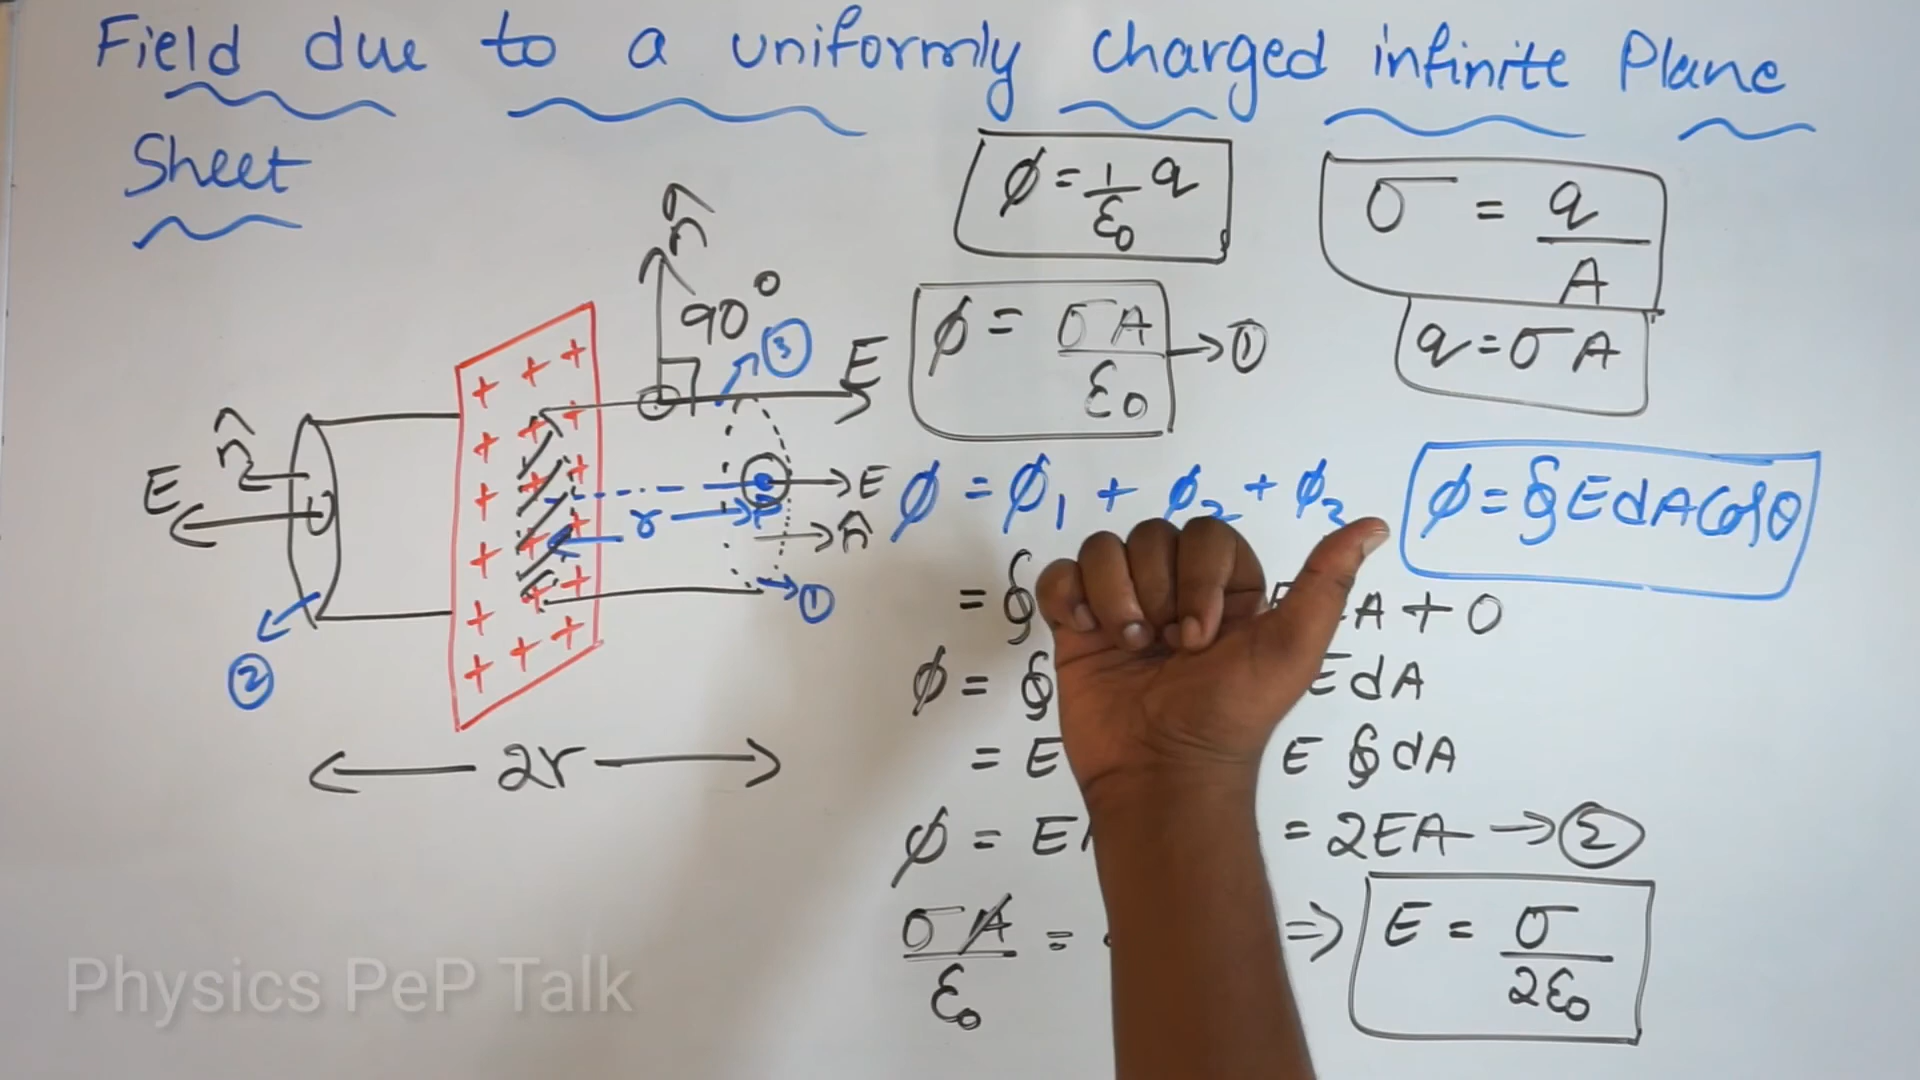 Field due to a uniformly charged infinite Plane
Sheet
ϕ = 1/ε₀ q
σ = q/A
q = σA
ϕ = σA/ε₀ → ①
n̂
90°
③
E
E
n̂
②
r
P
E
n̂
①
2r
ϕ = ϕ₁ + ϕ₂ + ϕ₃
ϕ = ∮EdA cosθ
= ∮ A + 0
ϕ = ∮ EdA
= E E ∮dA
ϕ = EA = 2EA → ②
σA/ε₀ = ⇒ E = σ/2ε₀
Physics PeP Talk